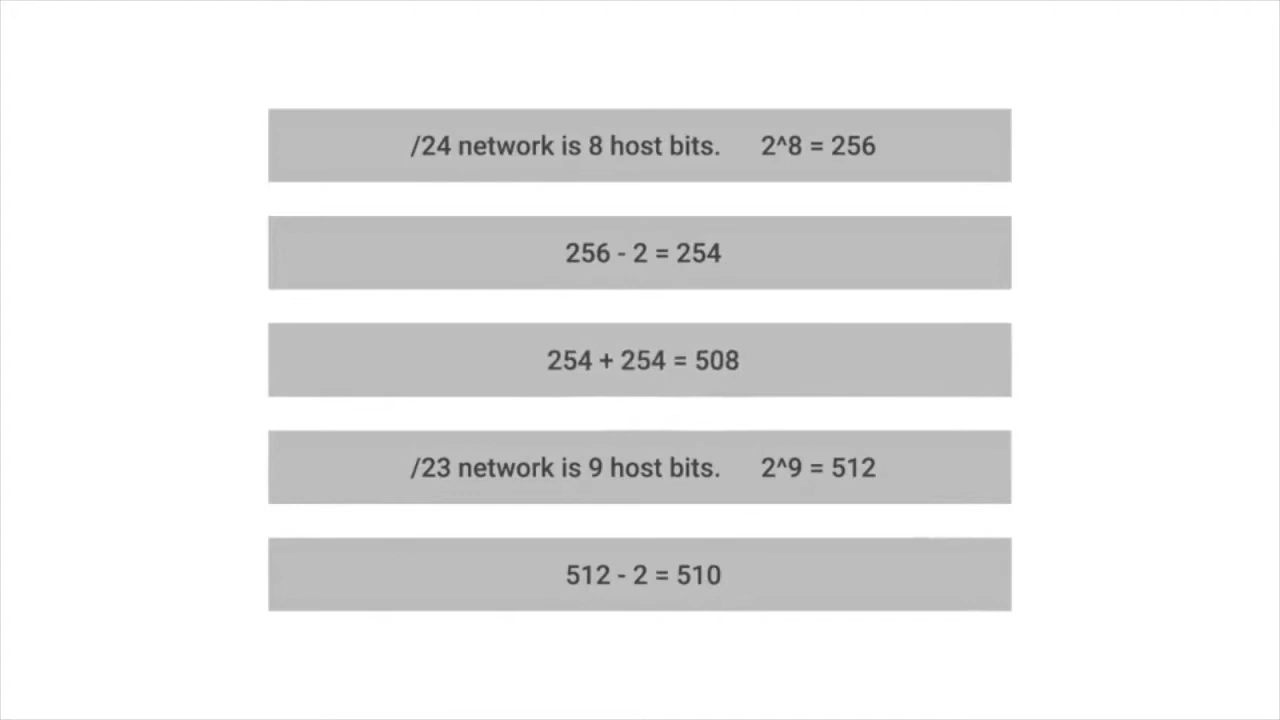 /24 network is 8 host bits. 2^8 = 256
256 - 2 = 254
254 + 254 = 508
/23 network is 9 host bits. 2^9 = 512
512 - 2 = 510